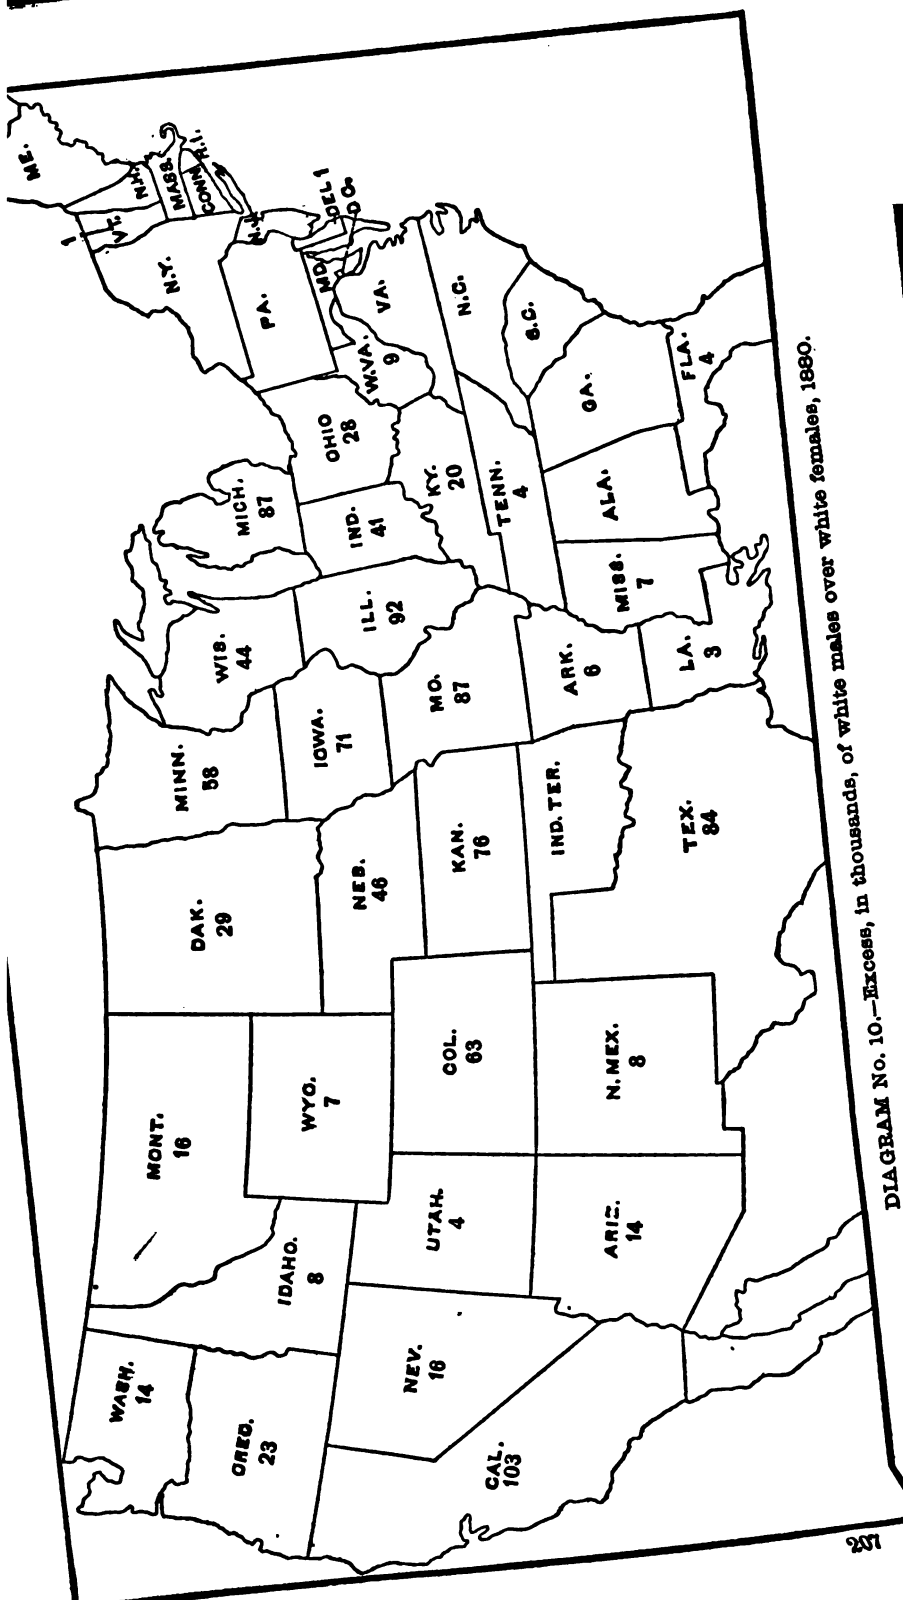 ME.
N.H.
VT.
1
MASS.
CONN.
R.I.
N.Y.
N.J.
PA.
DEL 1
D.C.
MD.
VA.
W.VA.
9
N.C.
S.C.
GA.
FLA.
4
OHIO
28
KY.
20
TENN.
4
ALA.
MICH.
87
IND.
41
MISS.
7
WIS.
44
ILL.
92
MINN.
58
IOWA.
71
MO.
87
ARK.
6
LA.
3
DAK.
29
NEB.
46
KAN.
76
IND. TER.
TEX.
84
MONT.
16
WYO.
7
COL.
63
N. MEX.
8
IDAHO.
8
UTAH.
4
ARIZ.
14
WASH.
14
OREG.
23
NEV.
16
CAL.
103
DIAGRAM No. 10.—Excess, in thousands, of white males over white females, 1880.
207